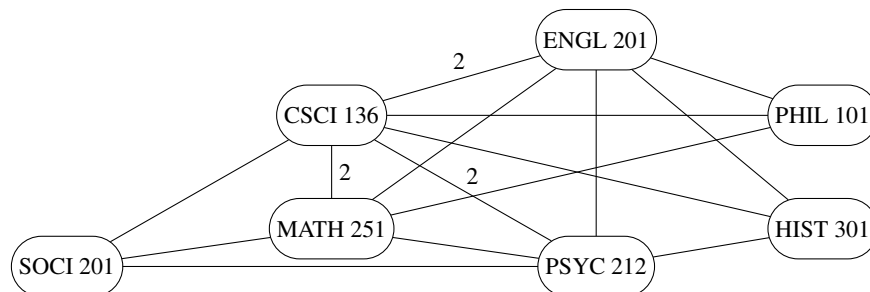 ENGL 201
2
CSCI 136
PHIL 101
2
2
MATH 251
HIST 301
SOCI 201
PSYC 212